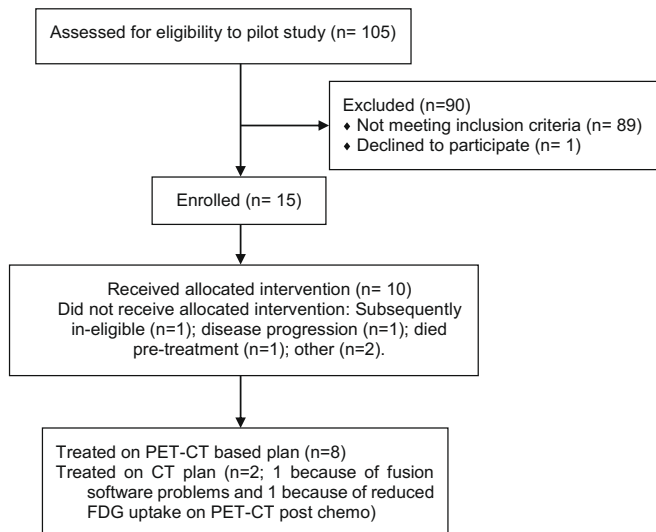 Assessed for eligibility to pilot study (n= 105)
Excluded (n=90)
♦ Not meeting inclusion criteria (n= 89)
♦ Declined to participate (n= 1)
Enrolled (n= 15)
Received allocated intervention (n= 10)
Did not receive allocated intervention: Subsequently
in-eligible (n=1); disease progression (n=1); died
pre-treatment (n=1); other (n=2).
Treated on PET-CT based plan (n=8)
Treated on CT plan (n=2; 1 because of fusion
software problems and 1 because of reduced
FDG uptake on PET-CT post chemo)